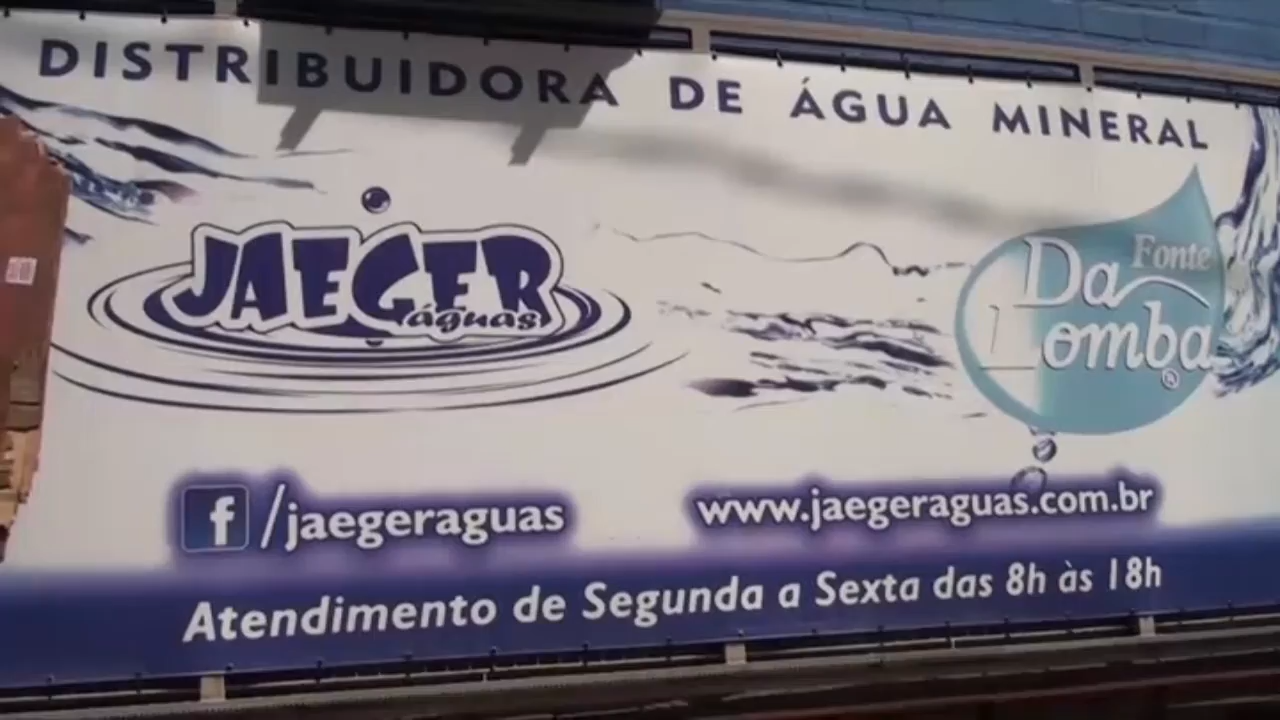 DISTRIBUIDORA DE ÁGUA MINERAL
JAEGER
águas
Fonte
Da
Lomba
®
f /jaegeraguas
www.jaegeraguas.com.br
Atendimento de Segunda a Sexta das 8h às 18h